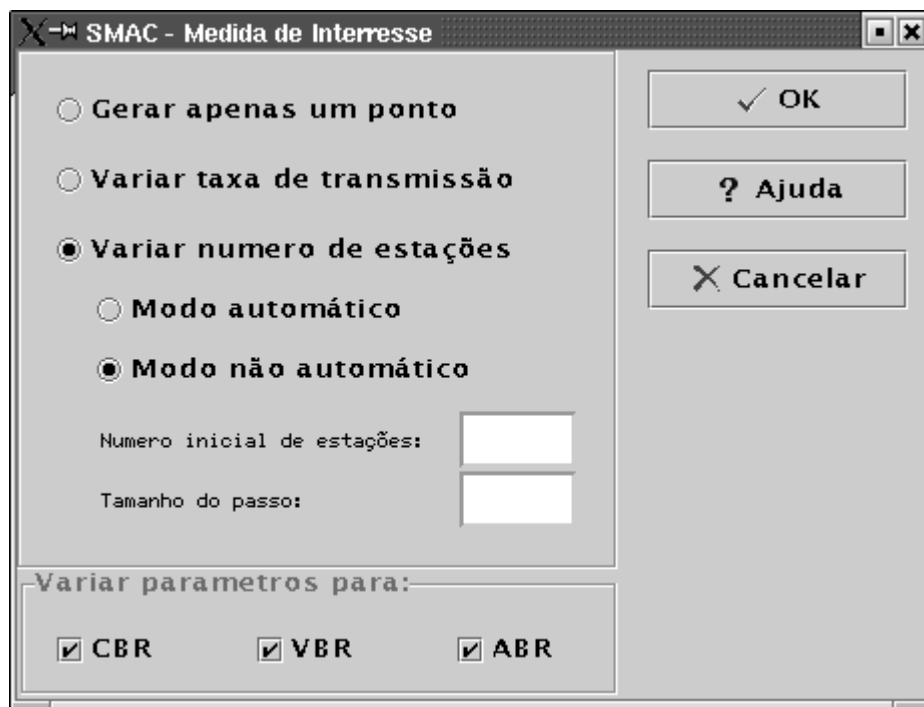 SMAC - Medida de Interresse
Gerar apenas um ponto
Variar taxa de transmissão
Variar numero de estações
Modo automático
Modo não automático
Numero inicial de estações:
Tamanho do passo:
Variar parametros para:
CBR VBR ABR
OK
? Ajuda
Cancelar